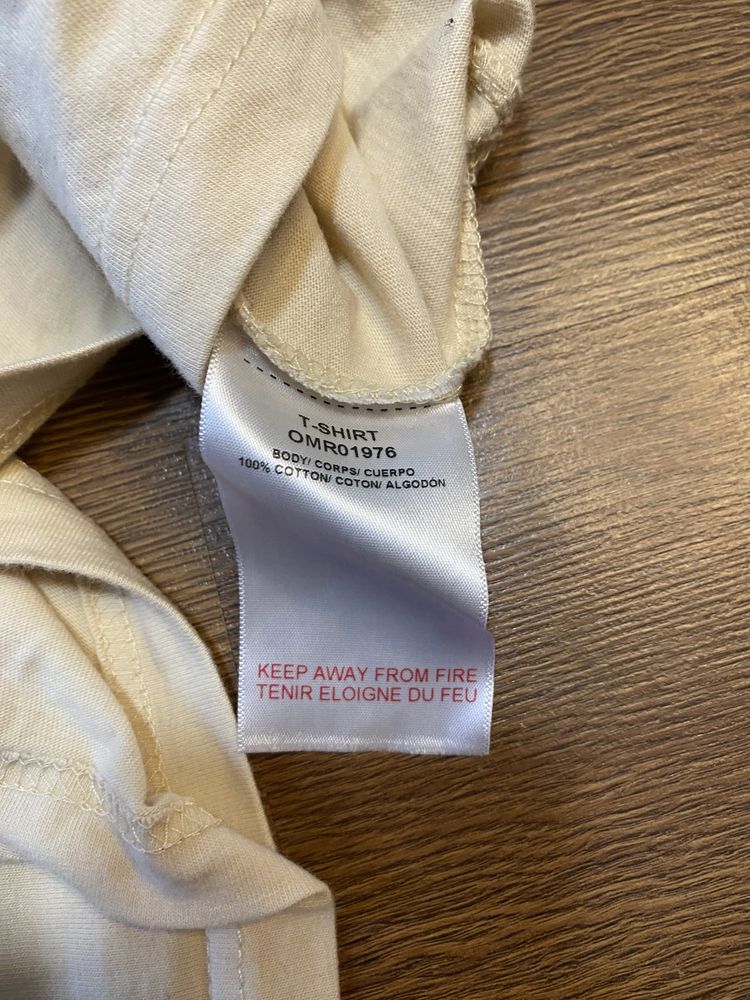 T-SHIRT
OMR01976
BODY/ CORPS/ CUERPO
100% COTTON/ COTON/ ALGODÓN
KEEP AWAY FROM FIRE
TENIR ELOIGNE DU FEU